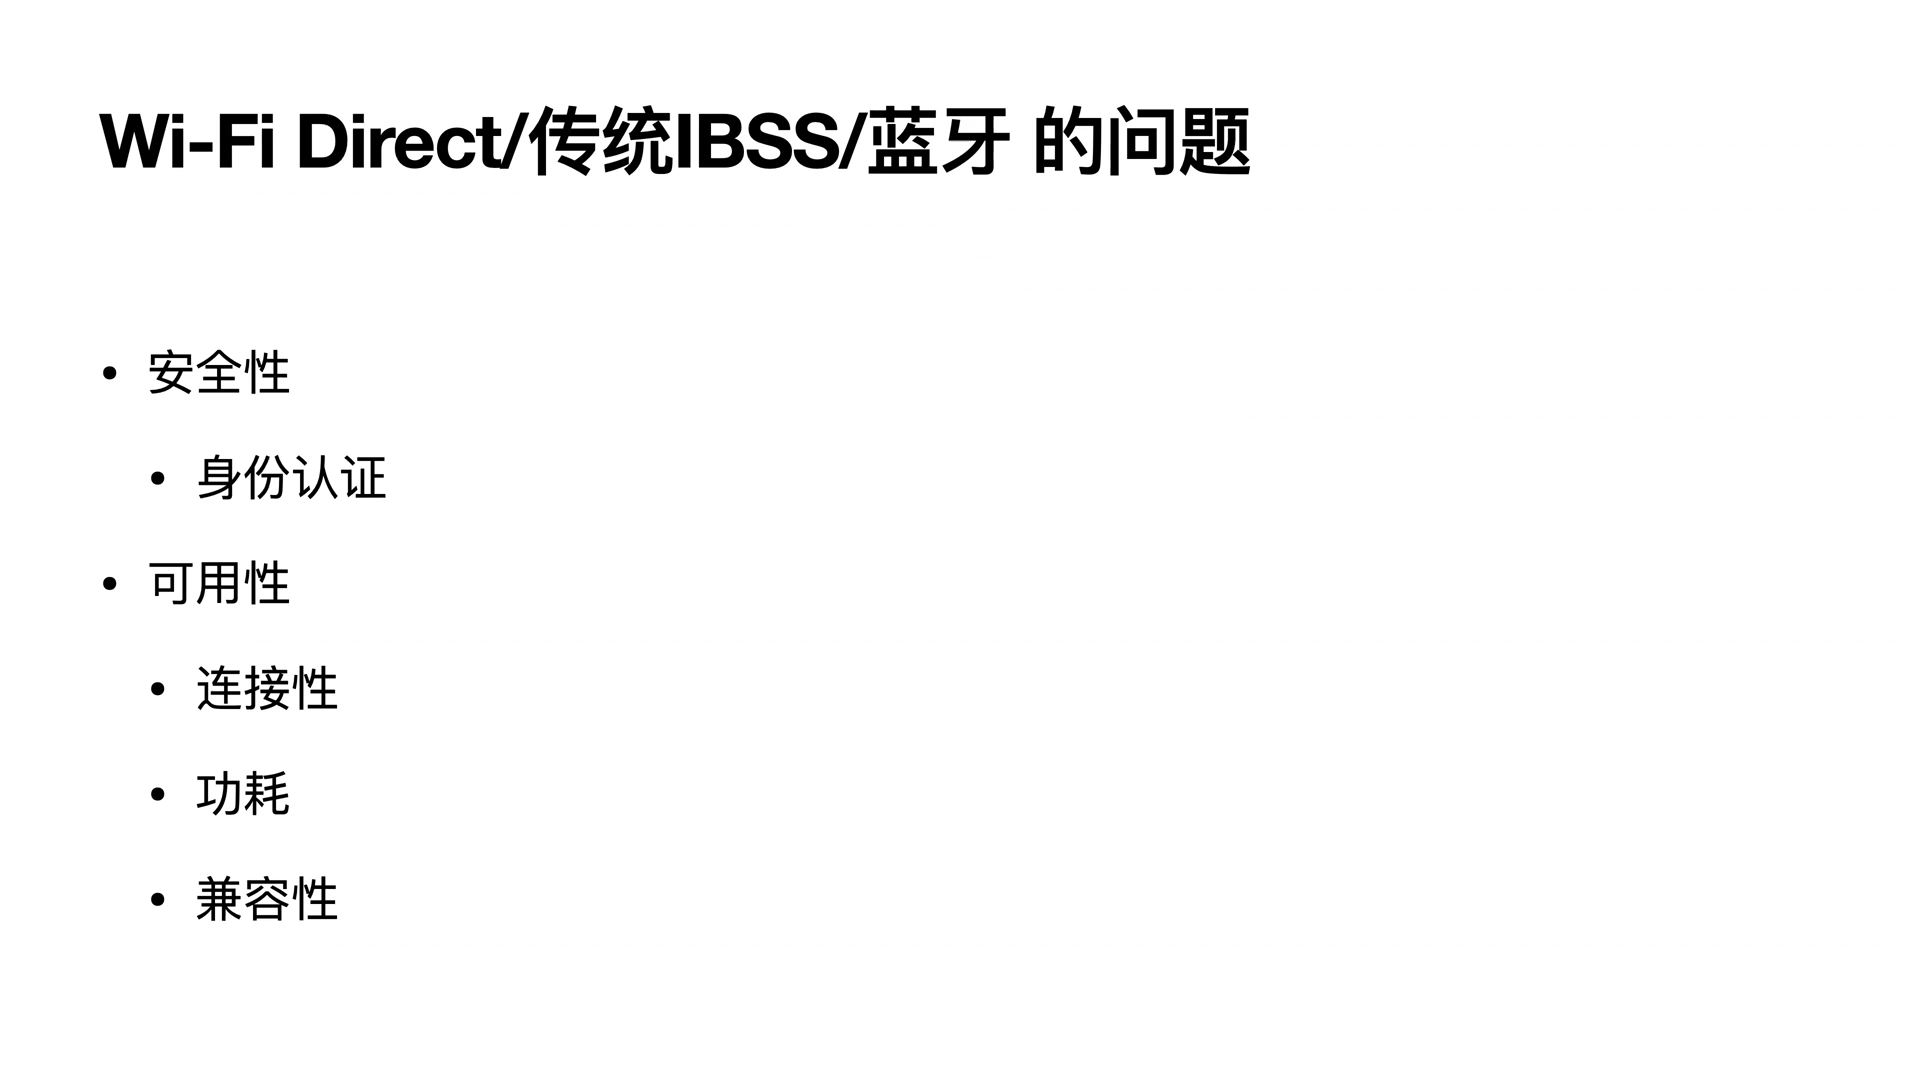 Wi-Fi Direct/传统IBSS/蓝牙 的问题
• 安全性
• 身份认证
• 可用性
• 连接性
• 功耗
• 兼容性